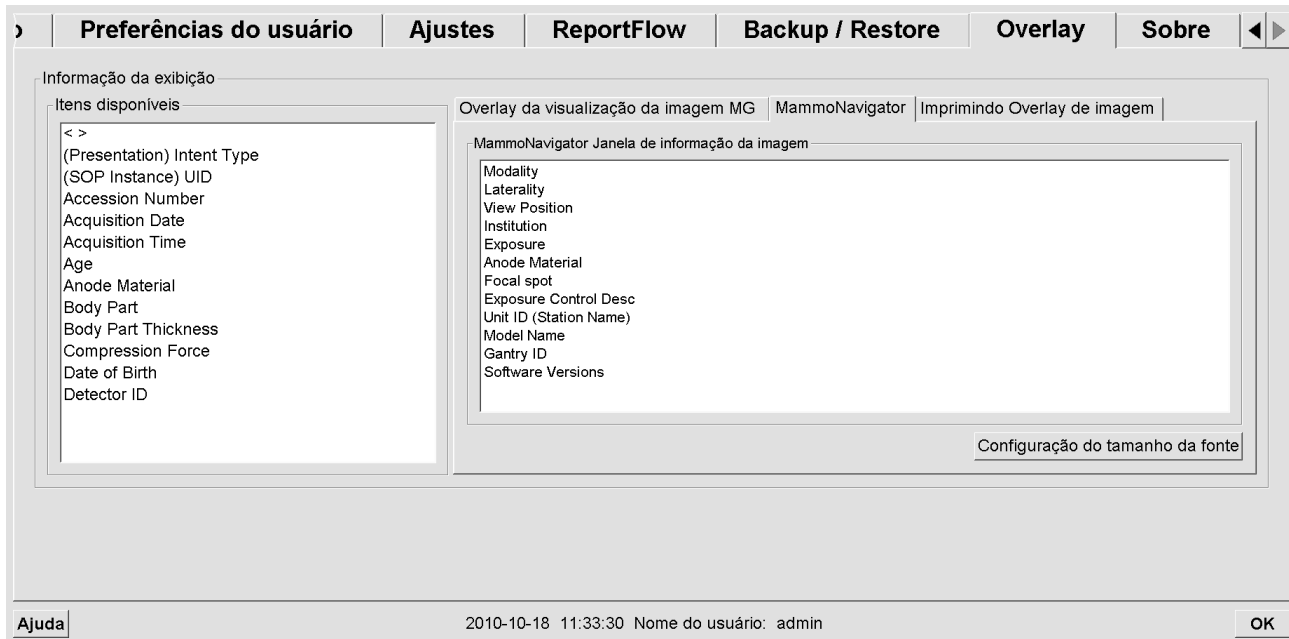 Preferências do usuário Ajustes ReportFlow Backup / Restore Overlay Sobre
Informação da exibição
Itens disponíveis
< >
(Presentation) Intent Type
(SOP Instance) UID
Accession Number
Acquisition Date
Acquisition Time
Age
Anode Material
Body Part
Body Part Thickness
Compression Force
Date of Birth
Detector ID
Overlay da visualização da imagem MG MammoNavigator Imprimindo Overlay de imagem
MammoNavigator Janela de informação da imagem
Modality
Laterality
View Position
Institution
Exposure
Anode Material
Focal spot
Exposure Control Desc
Unit ID (Station Name)
Model Name
Gantry ID
Software Versions
Configuração do tamanho da fonte
Ajuda 2010-10-18 11:33:30 Nome do usuário: admin OK